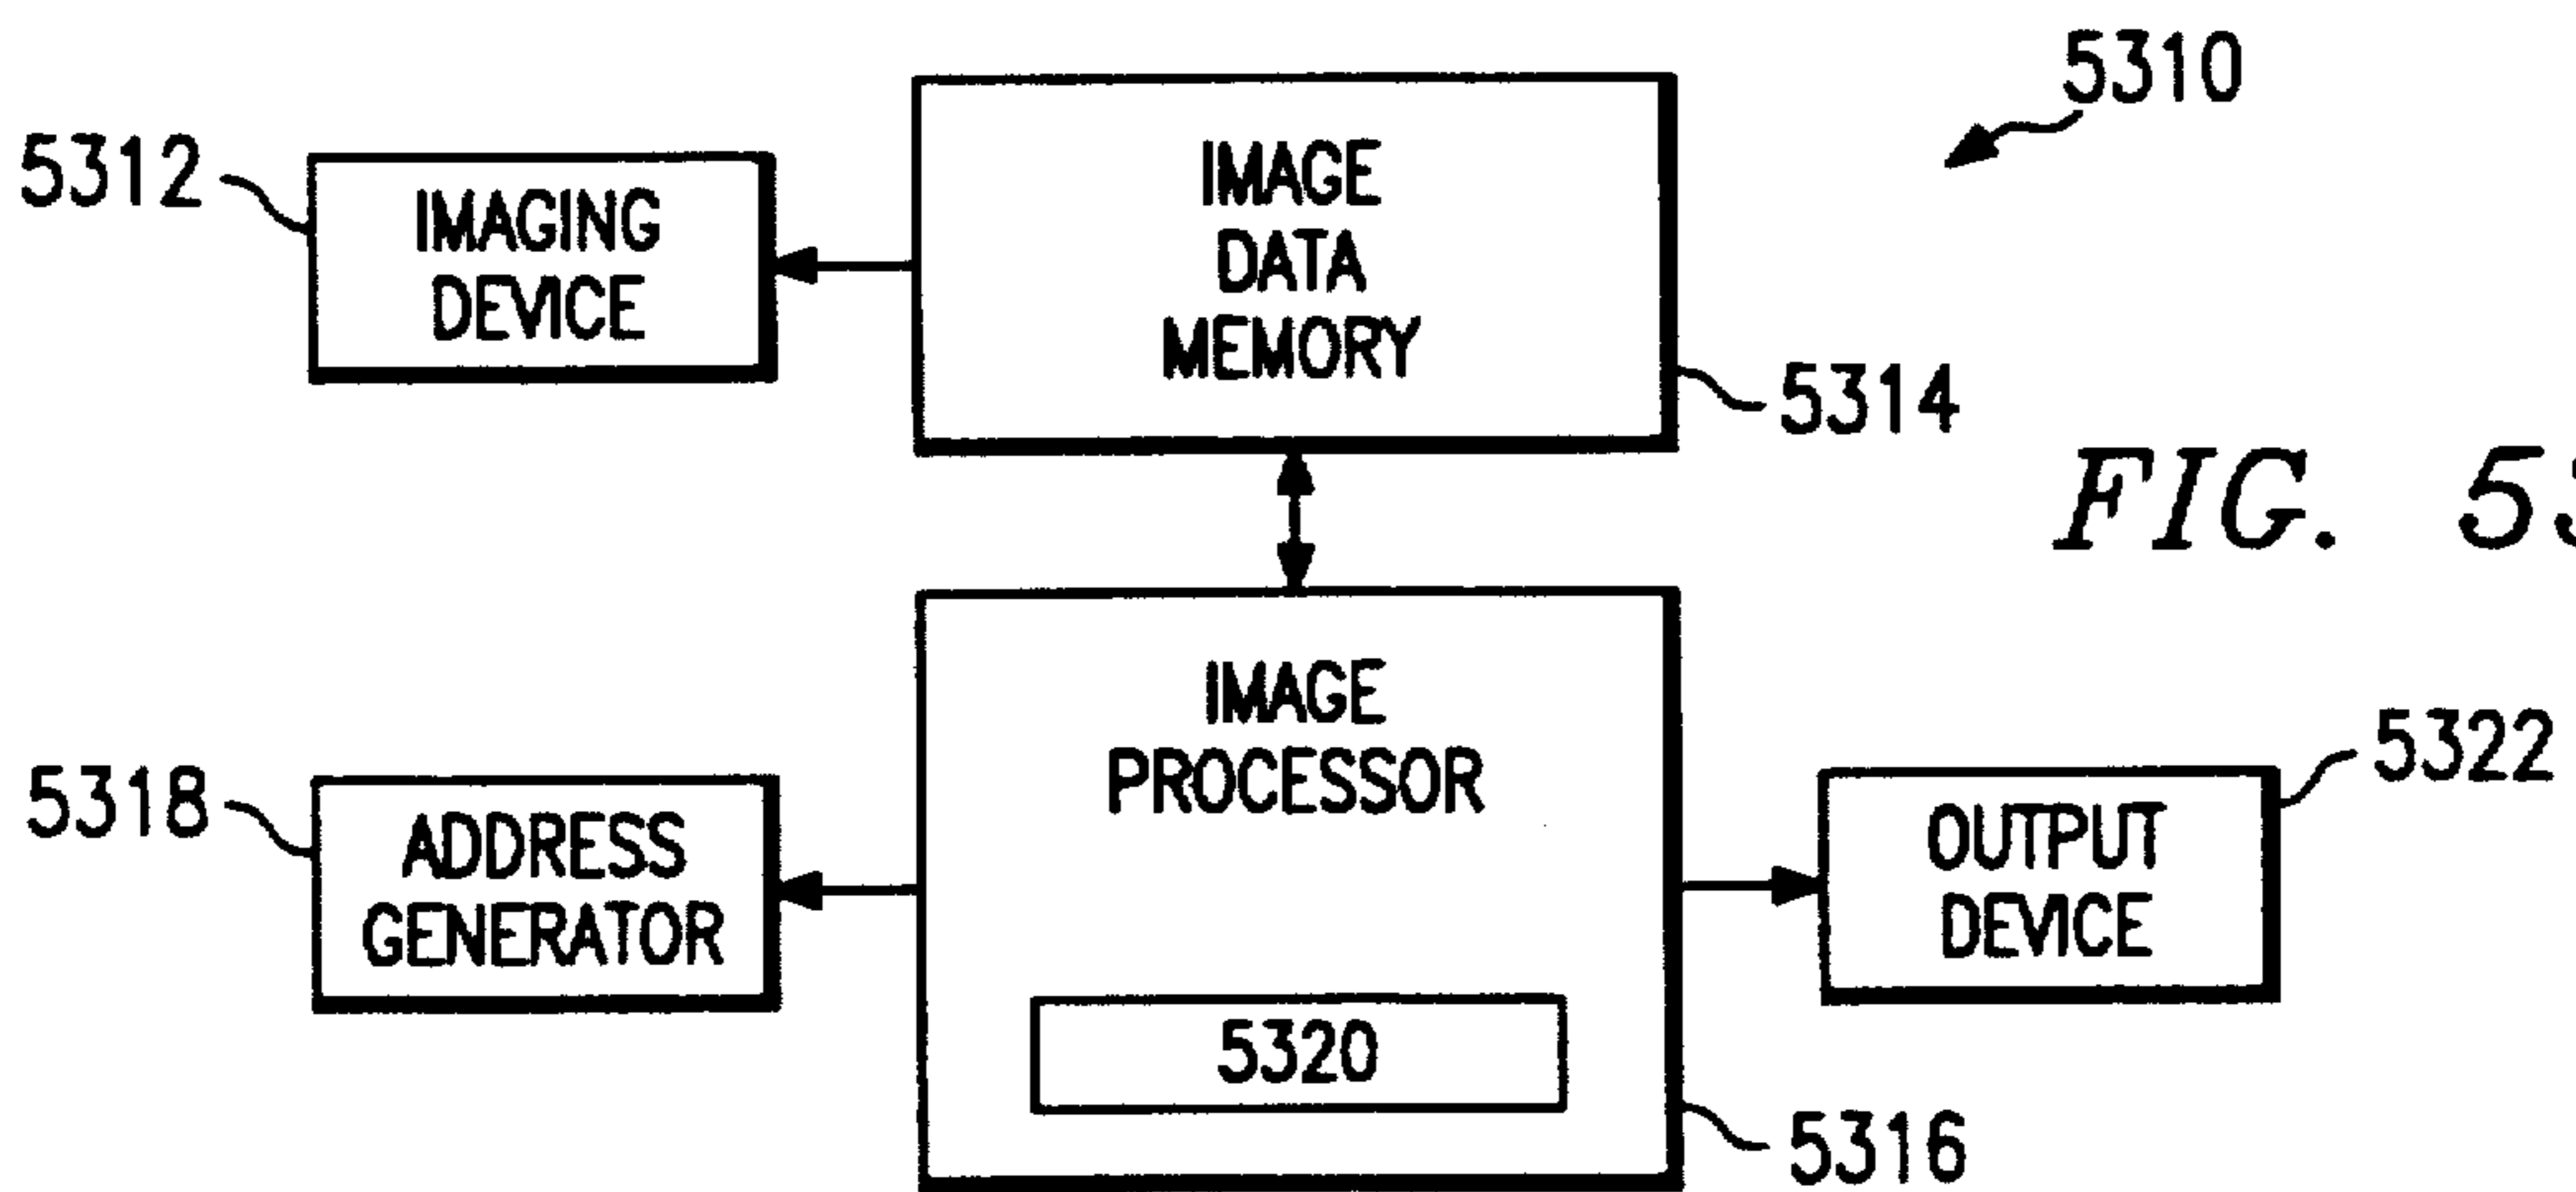 5310
5312
IMAGING
DEVICE
IMAGE
DATA
MEMORY
5314
FIG. 53
5318
ADDRESS
GENERATOR
IMAGE
PROCESSOR
5320
5316
OUTPUT
DEVICE
5322